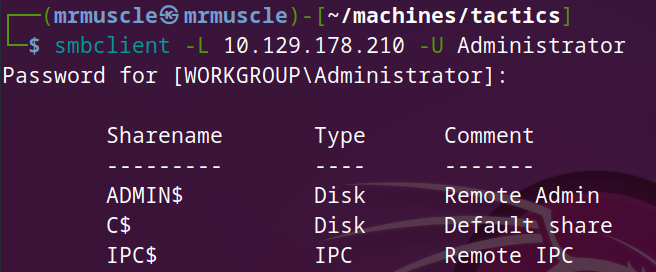 ┌──(mrmuscle㉿mrmuscle)-[~/machines/tactics]
└─$ smbclient -L 10.129.178.210 -U Administrator
Password for [WORKGROUP\Administrator]:
Sharename Type Comment
--------- ---- -------
ADMIN$ Disk Remote Admin
C$ Disk Default share
IPC$ IPC Remote IPC